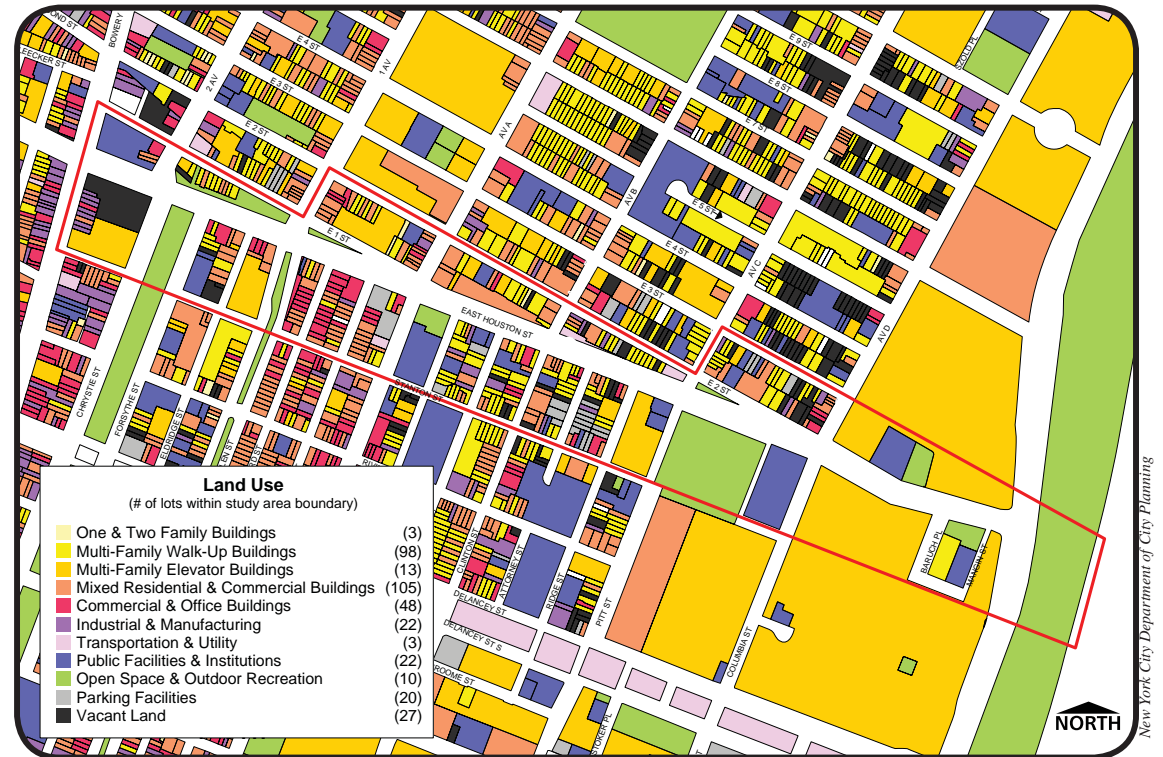 BOWERY
E 4 ST
E 3 ST
E 2 ST
2 AV
1 AV
AV A
AV B
E 9 ST
E 8 ST
E 7 ST
SZOLD PL
E 5 ST
E 4 ST
E 3 ST
AV C
AV D
E 1 ST
EAST HOUSTON ST
E 2 ST
STANTON ST
CHRYSTIE ST
FORSYTHE ST
ELDRIDGE ST
CLINTON ST
ATTORNEY ST
RIDGE ST
PITT ST
COLUMBIA ST
BARUCH PL
MANGIN ST
DELANCEY ST
DELANCEY ST S
Land Use
(# of lots within study area boundary)
One & Two Family Buildings (3)
Multi-Family Walk-Up Buildings (98)
Multi-Family Elevator Buildings (13)
Mixed Residential & Commercial Buildings (105)
Commercial & Office Buildings (48)
Industrial & Manufacturing (22)
Transportation & Utility (3)
Public Facilities & Institutions (22)
Open Space & Outdoor Recreation (10)
Parking Facilities (20)
Vacant Land (27)
NORTH
New York City Department of City Planning